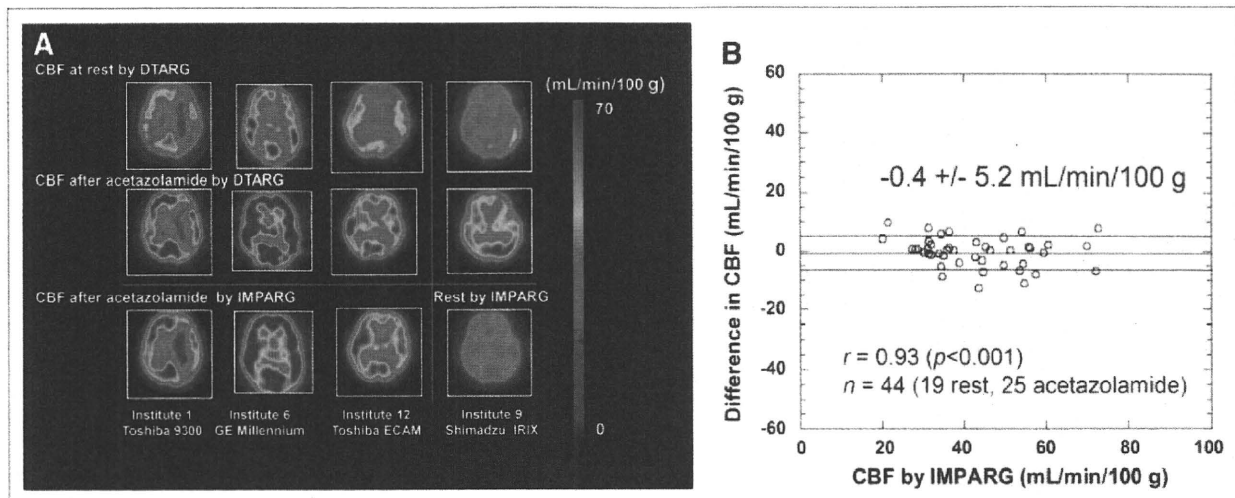 A
CBF at rest by DTARG
(mL/min/100 g)
70
CBF after acetazolamide by DTARG
CBF after acetazolamide by IMPARG
Rest by IMPARG
Institute 1
Toshiba 9300
Institute 6
GE Millennium
Institute 12
Toshiba ECAM
Institute 9
Shimadzu IRIX
0
B
Difference in CBF (mL/min/100 g)
60
40
20
0
-20
-40
-60
-0.4 +/- 5.2 mL/min/100 g
r = 0.93 (p<0.001)
n = 44 (19 rest, 25 acetazolamide)
0
20
40
60
80
100
CBF by IMPARG (mL/min/100 g)